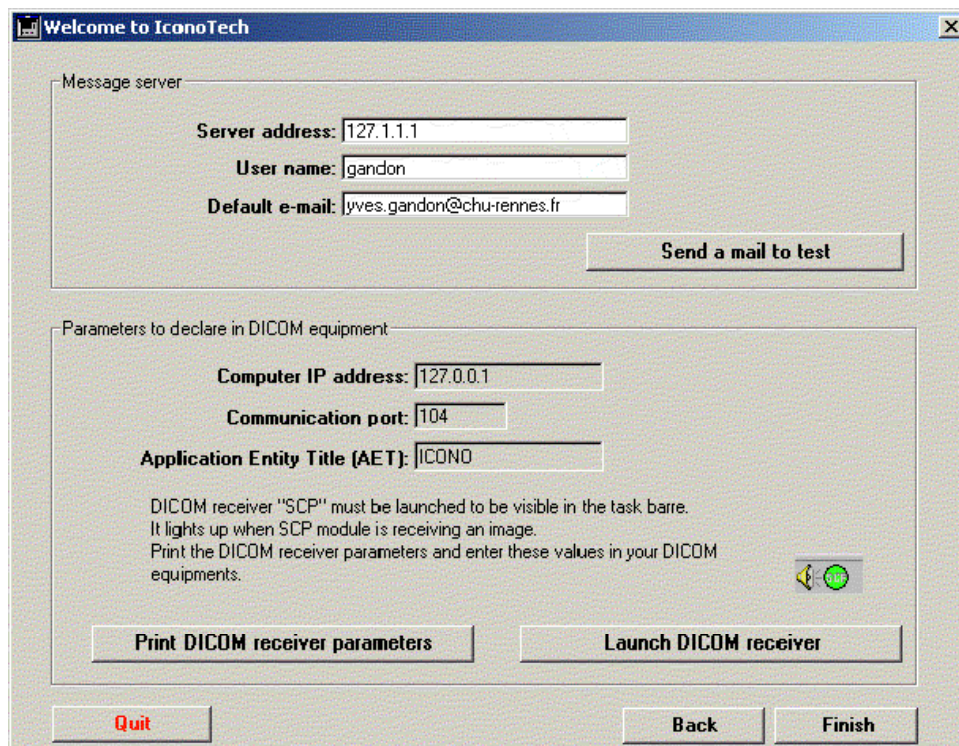 Welcome to IconoTech
Message server
Server address: 127.1.1.1
User name: gandon
Default e-mail: yves.gandon@chu-rennes.fr
Send a mail to test
Parameters to declare in DICOM equipment
Computer IP address: 127.0.0.1
Communication port: 104
Application Entity Title (AET): ICONO
DICOM receiver "SCP" must be launched to be visible in the task barre.
It lights up when SCP module is receiving an image.
Print the DICOM receiver parameters and enter these values in your DICOM
equipments.
Print DICOM receiver parameters Launch DICOM receiver
Quit Back Finish